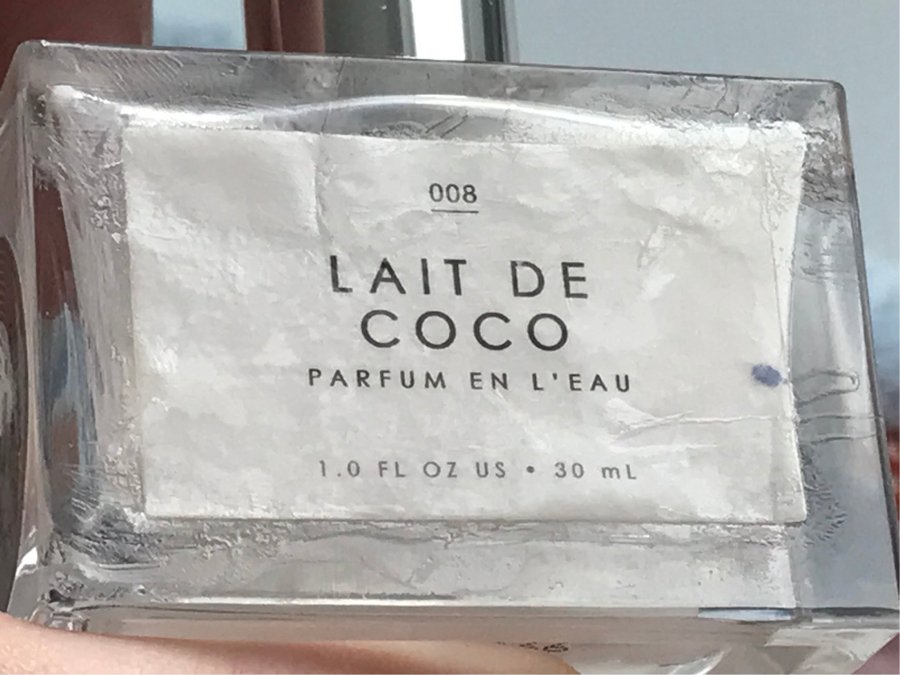 008
LAIT DE
COCO
PARFUM EN L'EAU
1.0 FL OZ US • 30 mL